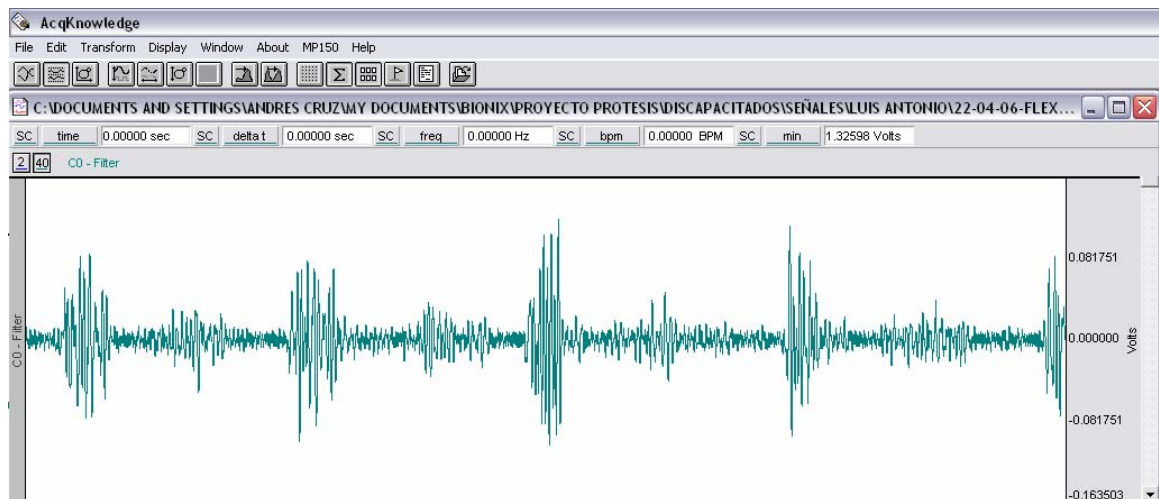 AcqKnowledge
File Edit Transform Display Window About MP150 Help
C:\DOCUMENTS AND SETTINGS\ANDRES CRUZ\MY DOCUMENTS\BIONIX\PROYECTO PROTESIS\DISCAPACITADOS\SEÑALES\LUIS ANTONIO\22-04-06-FLEX...
SC time 0.00000 sec SC delta t 0.00000 sec SC freq 0.00000 Hz SC bpm 0.00000 BPM SC min 1.32598 Volts
2 40 C0 - Filter
C0 - Filter
0.081751
0.000000
Volts
-0.081751
-0.163503